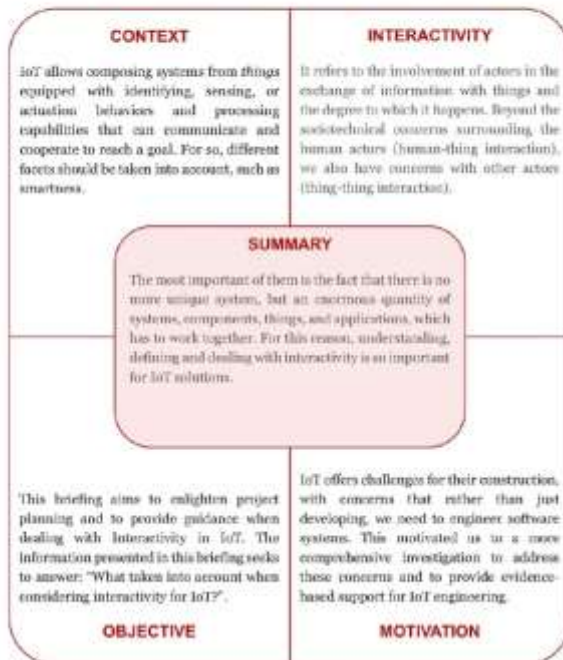 CONTEXT
IoT allows composing systems from things
equipped with identifying, sensing, or
actuation behaviors and processing
capabilities that can communicate and
cooperate to reach a goal. For so, different
facets should be taken into account, such as
smartness.
INTERACTIVITY
It refers to the involvement of actors in the
exchange of information with things and
the degree to which it happens. Beyond the
sociotechnical concerns surrounding the
human actors (human-thing interaction),
we also have concerns with other actors
(thing-thing interaction).
SUMMARY
The most important of them is the fact that there is no
more unique system, but an enormous quantity of
systems, components, things, and applications, which
has to work together. For this reason, understanding,
defining and dealing with interactivity is so important
for IoT solutions.
This briefing aims to enlighten project
planning and to provide guidance when
dealing with Interactivity in IoT. The
information presented in this briefing seeks
to answer: "What taken into account when
considering interactivity for IoT?".
OBJECTIVE
IoT offers challenges for their construction,
with concerns that rather than just
developing, we need to engineer software
systems. This motivated us to a more
comprehensive investigation to address
these concerns and to provide evidence-
based support for IoT engineering.
MOTIVATION